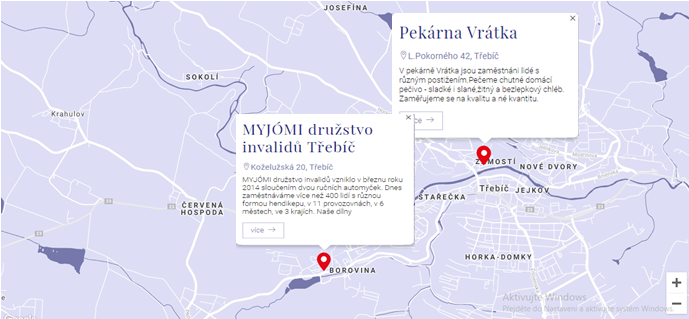 JOSEFÍNA
Pekárna Vrátka
L.Pokorného 42, Třebíč
V pekárně Vrátka jsou zaměstnáni lidé s
různým postižením.Pečeme chutné domácí
pečivo - sladké i slané,žitný a bezlepkový chléb.
Zaměřujeme se na kvalitu a né kvantitu.
více
SOKOLÍ
Krahulov
MYJÓMI družstvo
invalidů Třebíč
Koželužská 20, Třebíč
MYJÓMI družstvo invalidů vzniklo v březnu roku
2014 sloučením dvou ručních automyček. Dnes
zaměstnáváme více než 400 lidí s různou
formou hendikepu, v 11 provozovnách, v 6
městech, ve 3 krajích. Naše dílny
více
ZÁMOSTÍ
NOVÉ DVORY
Třebíč
JEJKOV
STAŘEČKA
ČERVENÁ
HOSPODA
HORKA-DOMKY
BOROVINA
Aktivujte Windows
Přejděte do Nastavení a aktivujte systém Windows.